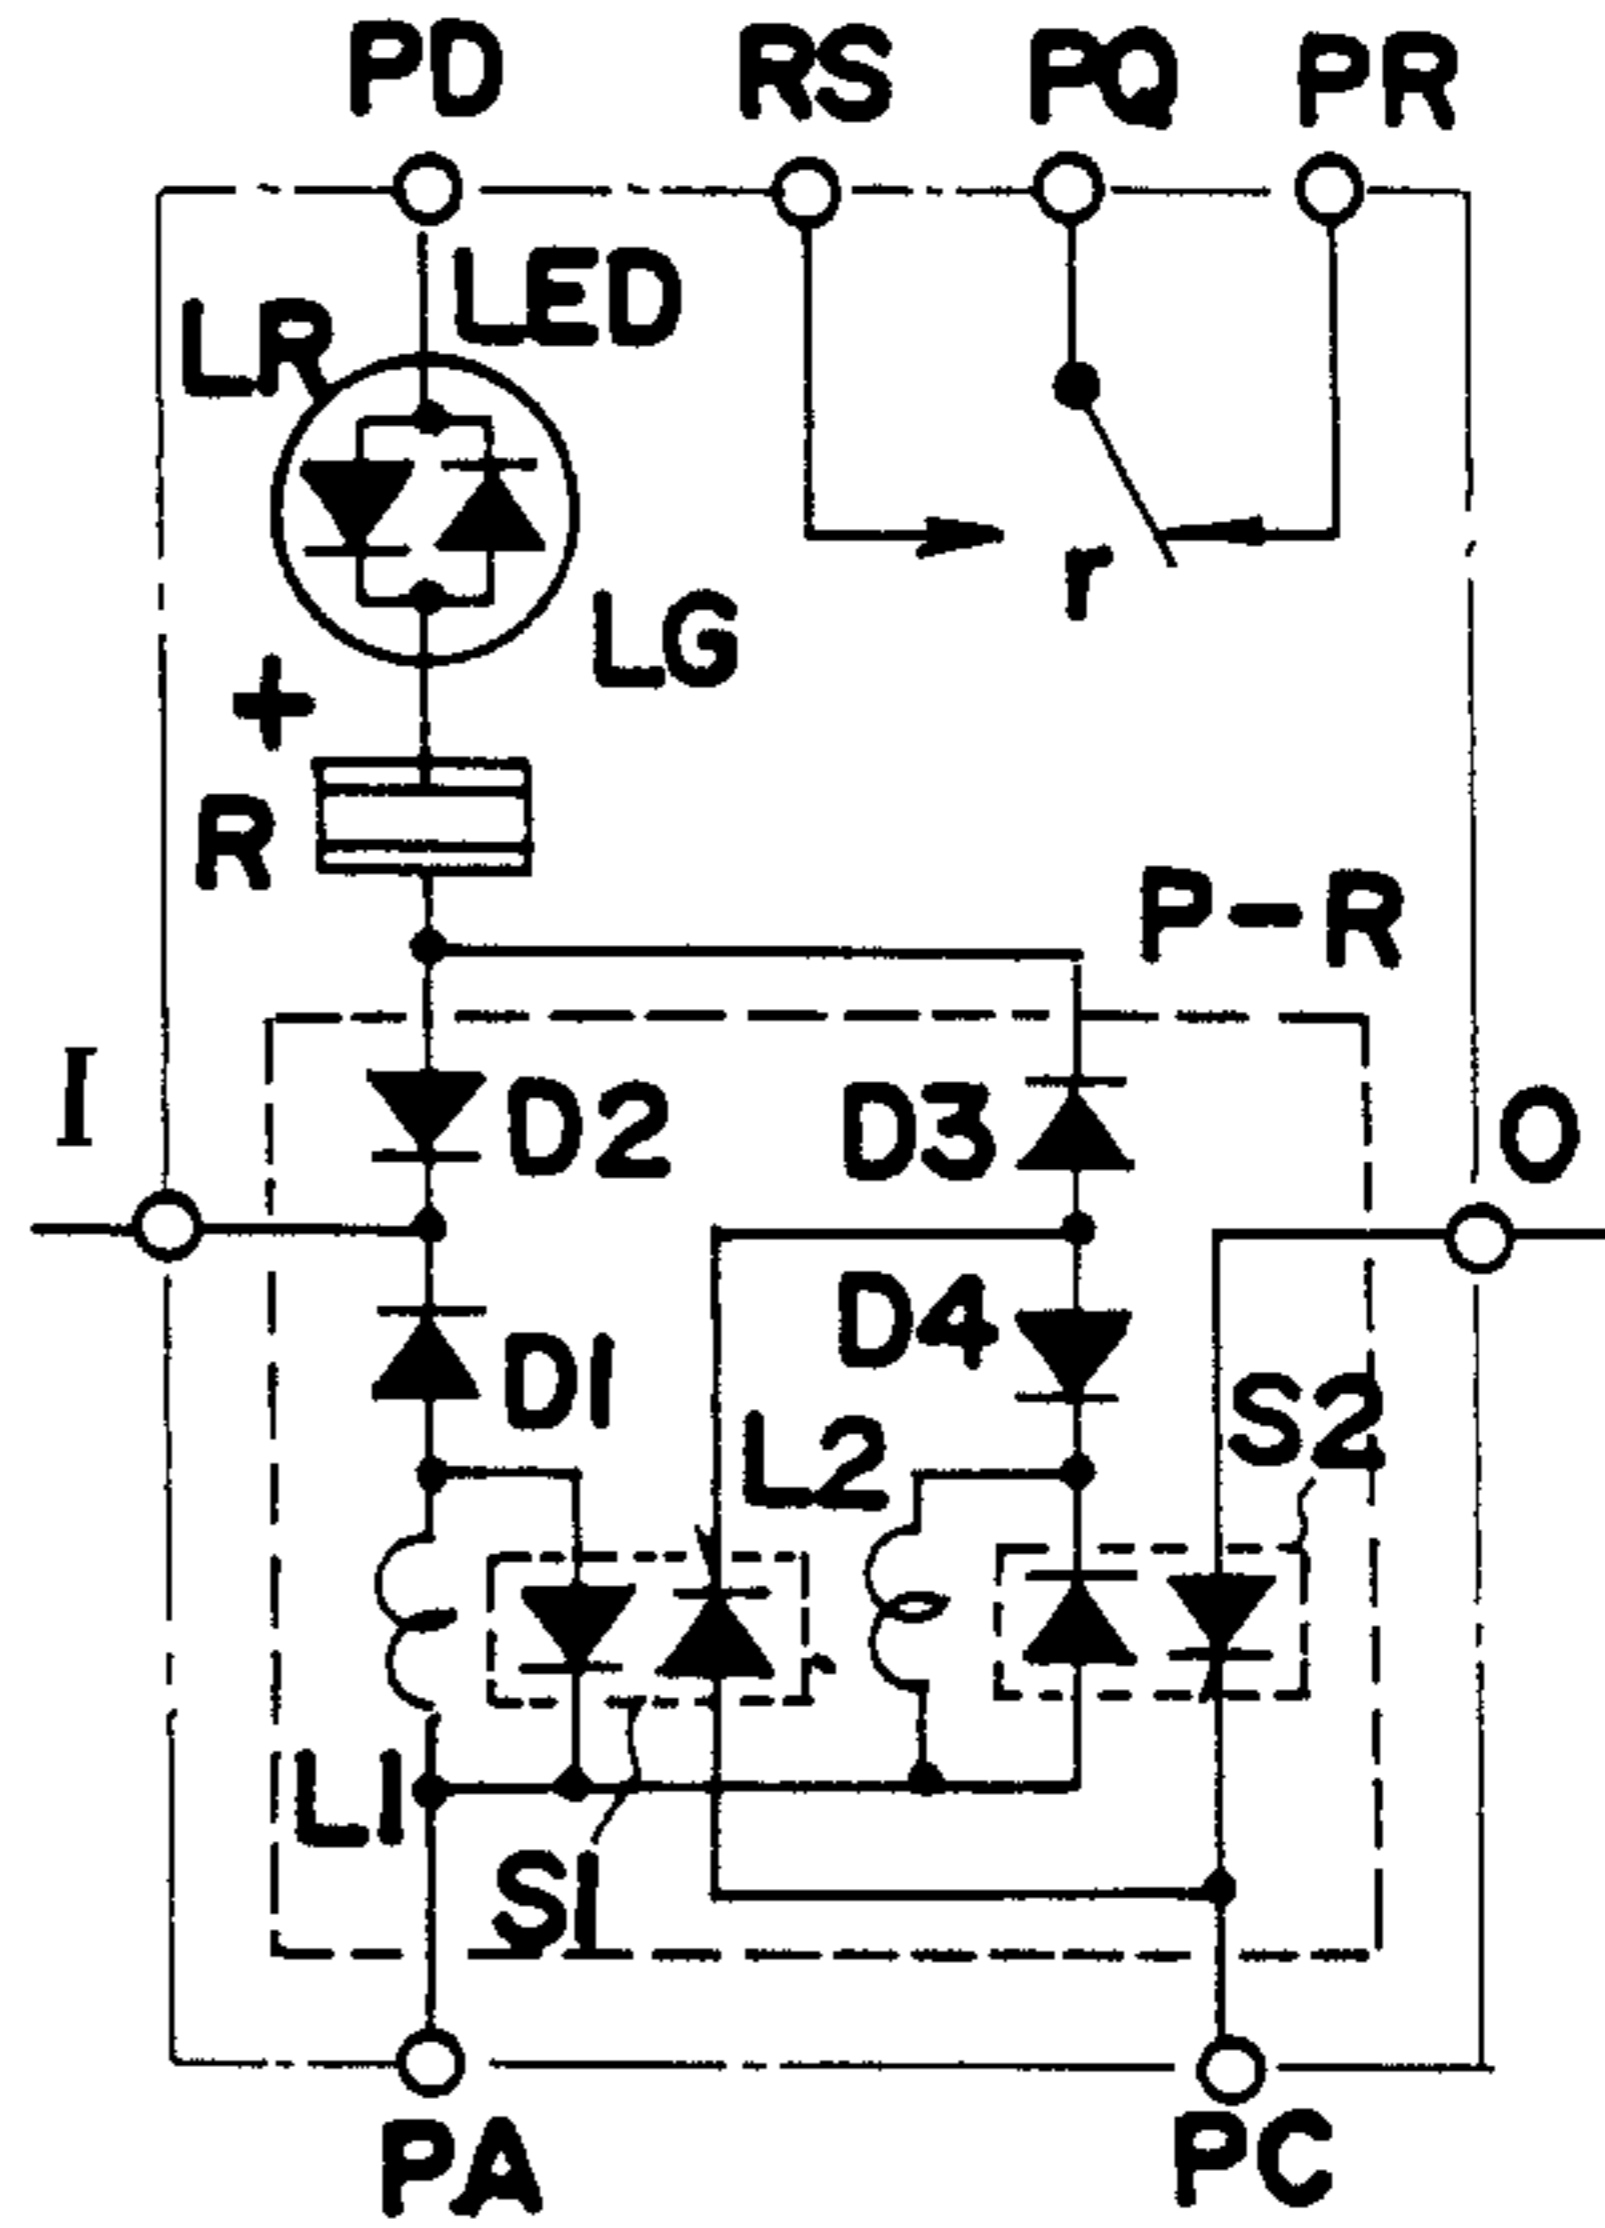 PD RS PQ PR
LED
LR
r
LG
+
R
P-R
I
D2 D3 O
D4
D1 S2
L2
L1
S1
PA PC